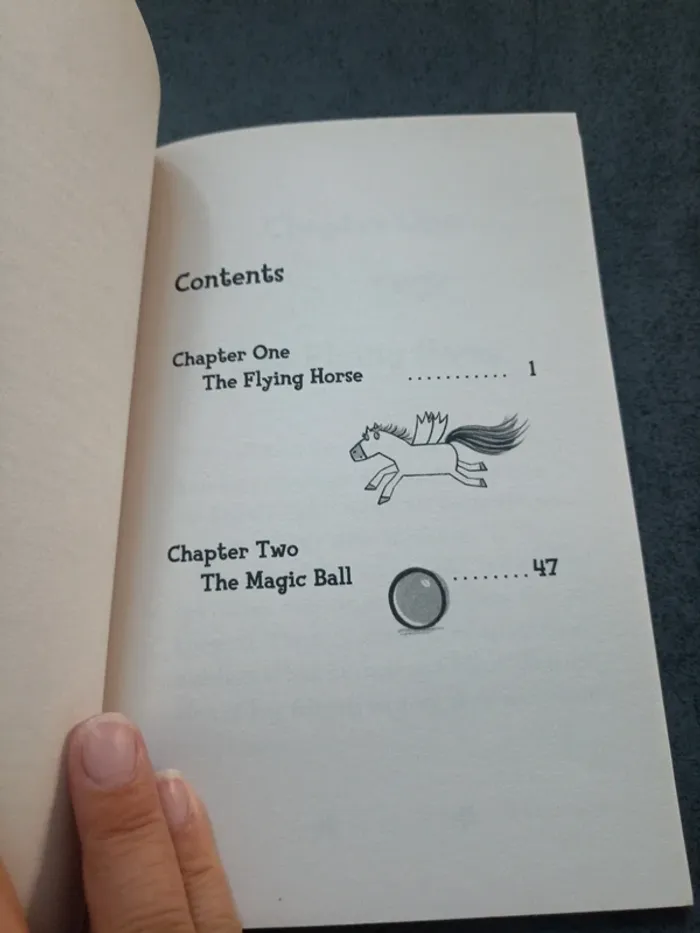 Contents
Chapter One
The Flying Horse ........... 1
Chapter Two
The Magic Ball ........ 47